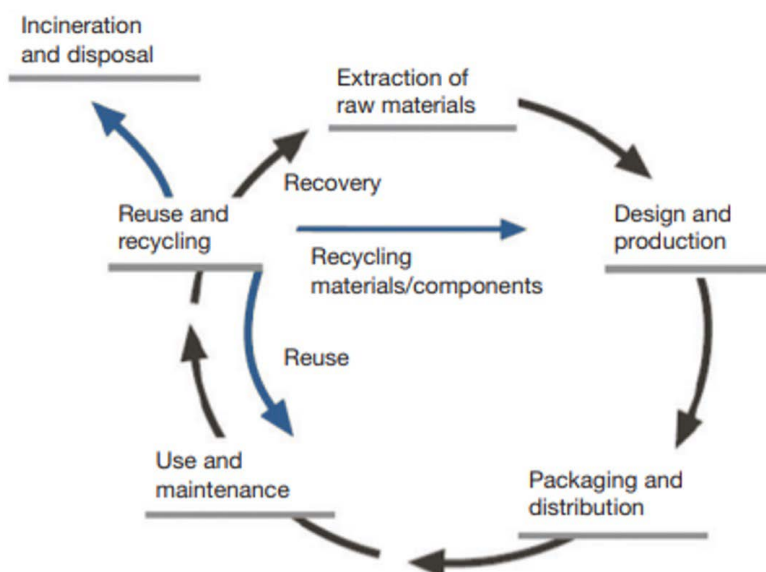 Incineration
and disposal
Extraction of
raw materials
Recovery
Reuse and
recycling
Design and
production
Recycling
materials/components
Reuse
Use and
maintenance
Packaging and
distribution